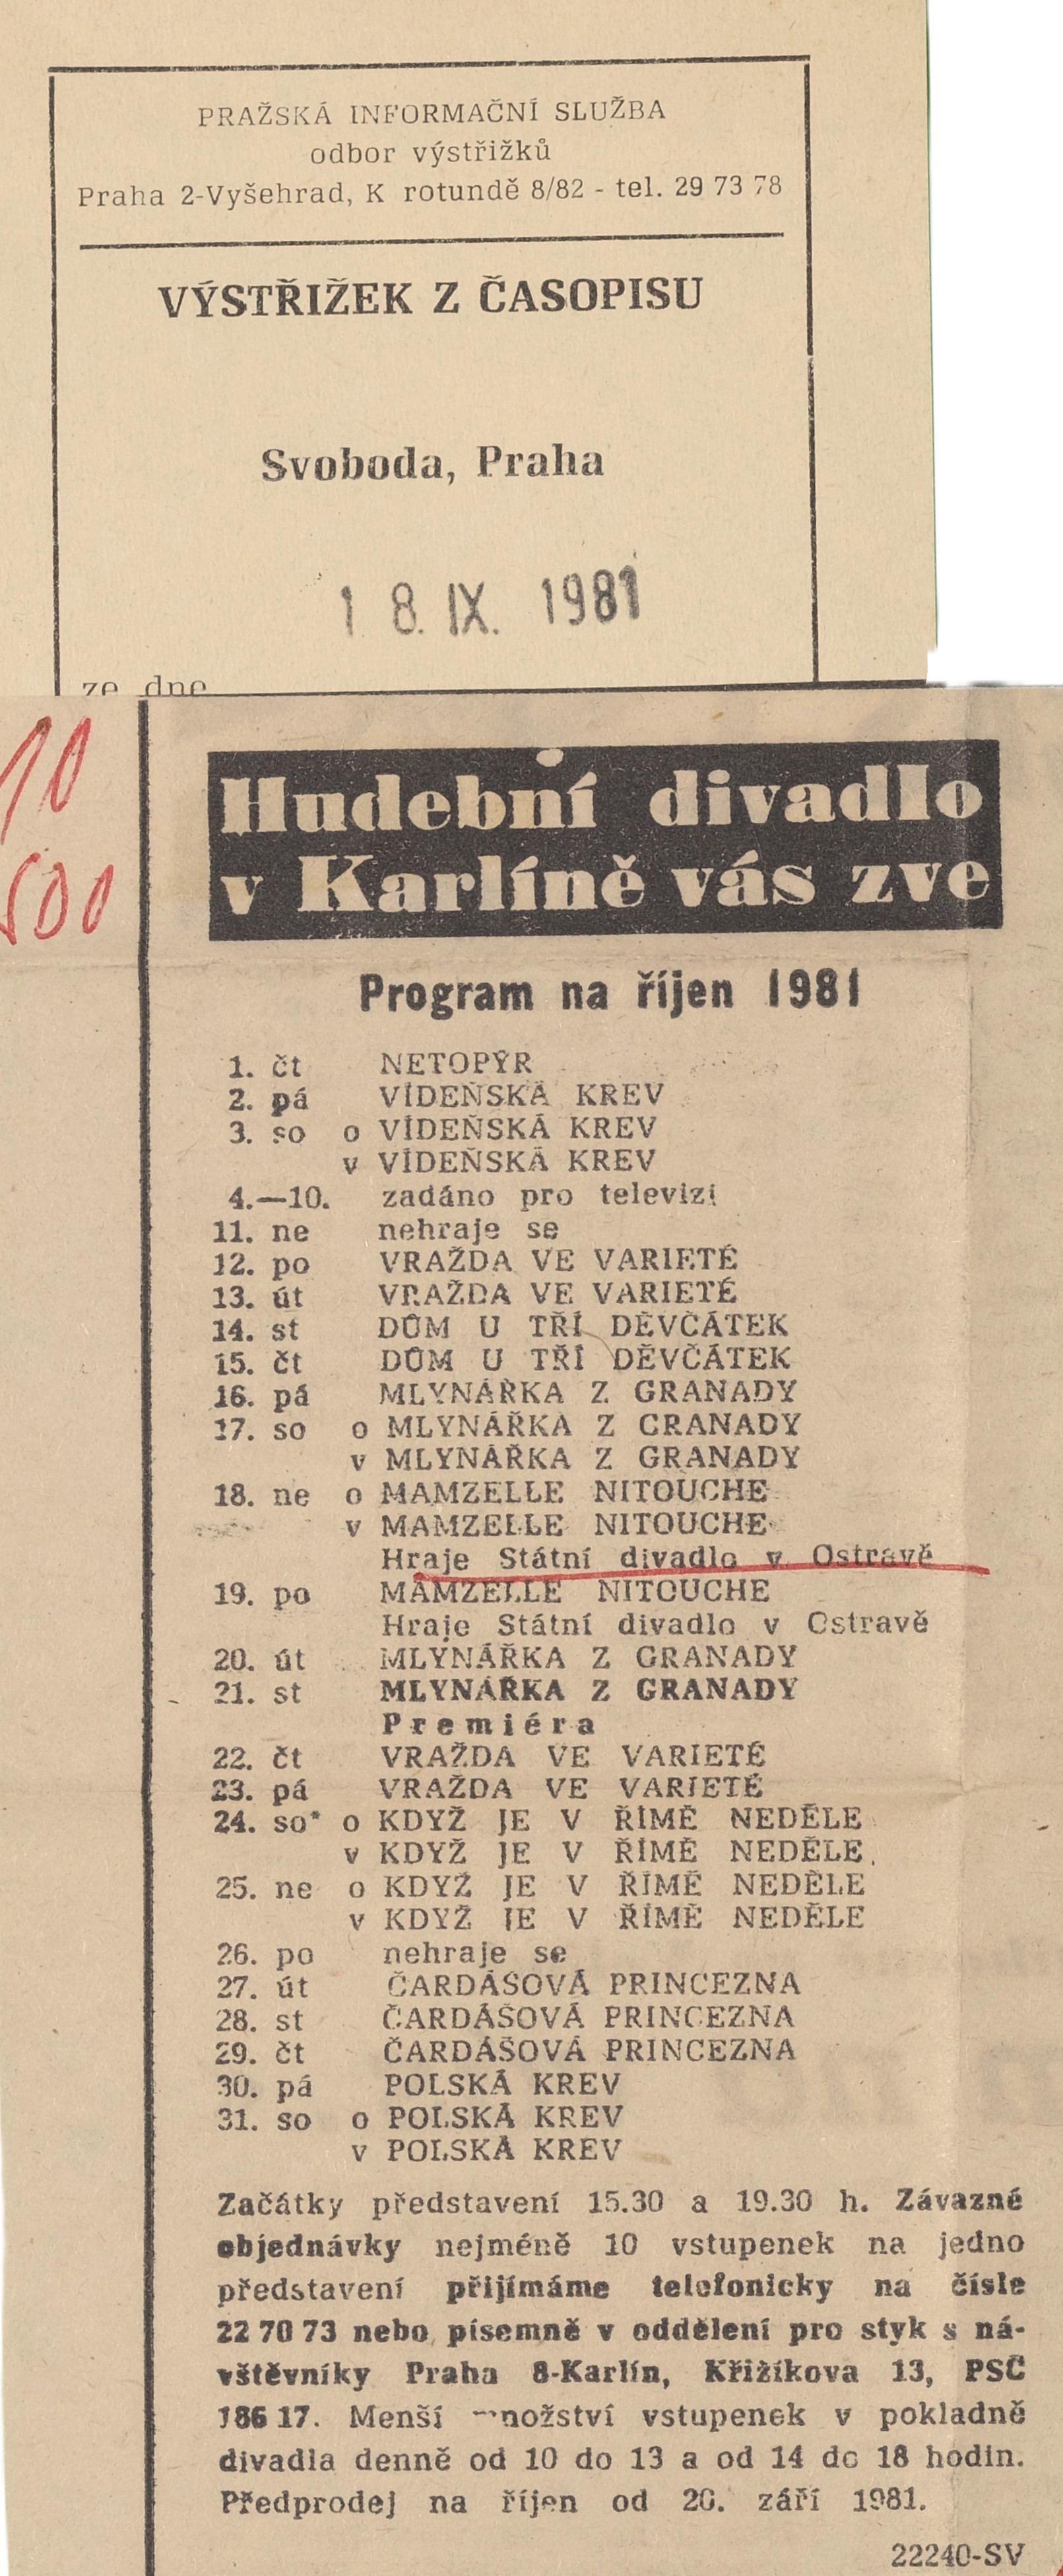 PRAŽSKÁ INFORMAČNÍ SLUŽBA
odbor výstřižků
Praha 2-Vyšehrad, K rotundě 8/82 - tel. 29 73 78
VÝSTŘIŽEK Z ČASOPISU
Svoboda, Praha
18. IX. 1981
ze dne
10
500
Hudební divadlo
v Karlíně vás zve
Program na říjen 1981
1. čt NETOPÝR
2. pá VÍDEŇSKÁ KREV
3. so o VÍDEŇSKÁ KREV
v VÍDEŇSKÁ KREV
4.—10. zadáno pro televizi
11. ne nehraje se
12. po VRAŽDA VE VARIETÉ
13. út VRAŽDA VE VARIETÉ
14. st DŮM U TŘÍ DĚVČÁTEK
15. čt DŮM U TŘÍ DĚVČÁTEK
16. pá MLYNÁŘKA Z GRANADY
17. so o MLYNÁŘKA Z GRANADY
v MLYNÁŘKA Z GRANADY
18. ne o MAMZELLE NITOUCHE
v MAMZELLE NITOUCHE
Hraje Státní divadlo v Ostravě
19. po MAMZELLE NITOUCHE
Hraje Státní divadlo v Ostravě
20. út MLYNÁŘKA Z GRANADY
21. st MLYNÁŘKA Z GRANADY
Premiéra
22. čt VRAŽDA VE VARIETÉ
23. pá VRAŽDA VE VARIETÉ
24. so* o KDYŽ JE V ŘÍMĚ NEDĚLE
v KDYŽ JE V ŘÍMĚ NEDĚLE
25. ne o KDYŽ JE V ŘÍMĚ NEDĚLE
v KDYŽ JE V ŘÍMĚ NEDĚLE
26. po nehraje se
27. út ČARDÁŠOVÁ PRINCEZNA
28. st ČARDÁŠOVÁ PRINCEZNA
29. čt ČARDÁŠOVÁ PRINCEZNA
30. pá POLSKÁ KREV
31. so o POLSKÁ KREV
v POLSKÁ KREV
Začátky představení 15.30 a 19.30 h. Závazné
objednávky nejméně 10 vstupenek na jedno
představení přijímáme telefonicky na čísle
22 70 73 nebo písemně v oddělení pro styk s ná-
vštěvníky Praha 8-Karlín, Křižíkova 13, PSČ
186 17. Menší množství vstupenek v pokladně
divadla denně od 10 do 13 a od 14 do 18 hodin.
Předprodej na říjen od 20. září 1981.
22240-SV